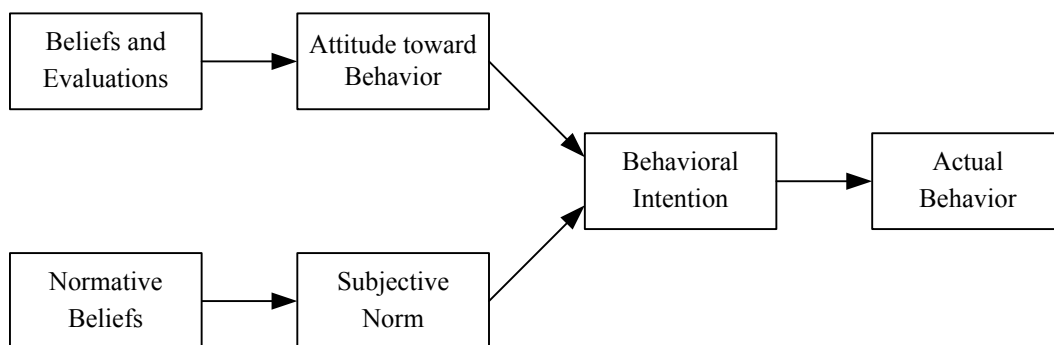 Beliefs and
Evaluations
Attitude toward
Behavior
Behavioral
Intention
Actual
Behavior
Normative
Beliefs
Subjective
Norm